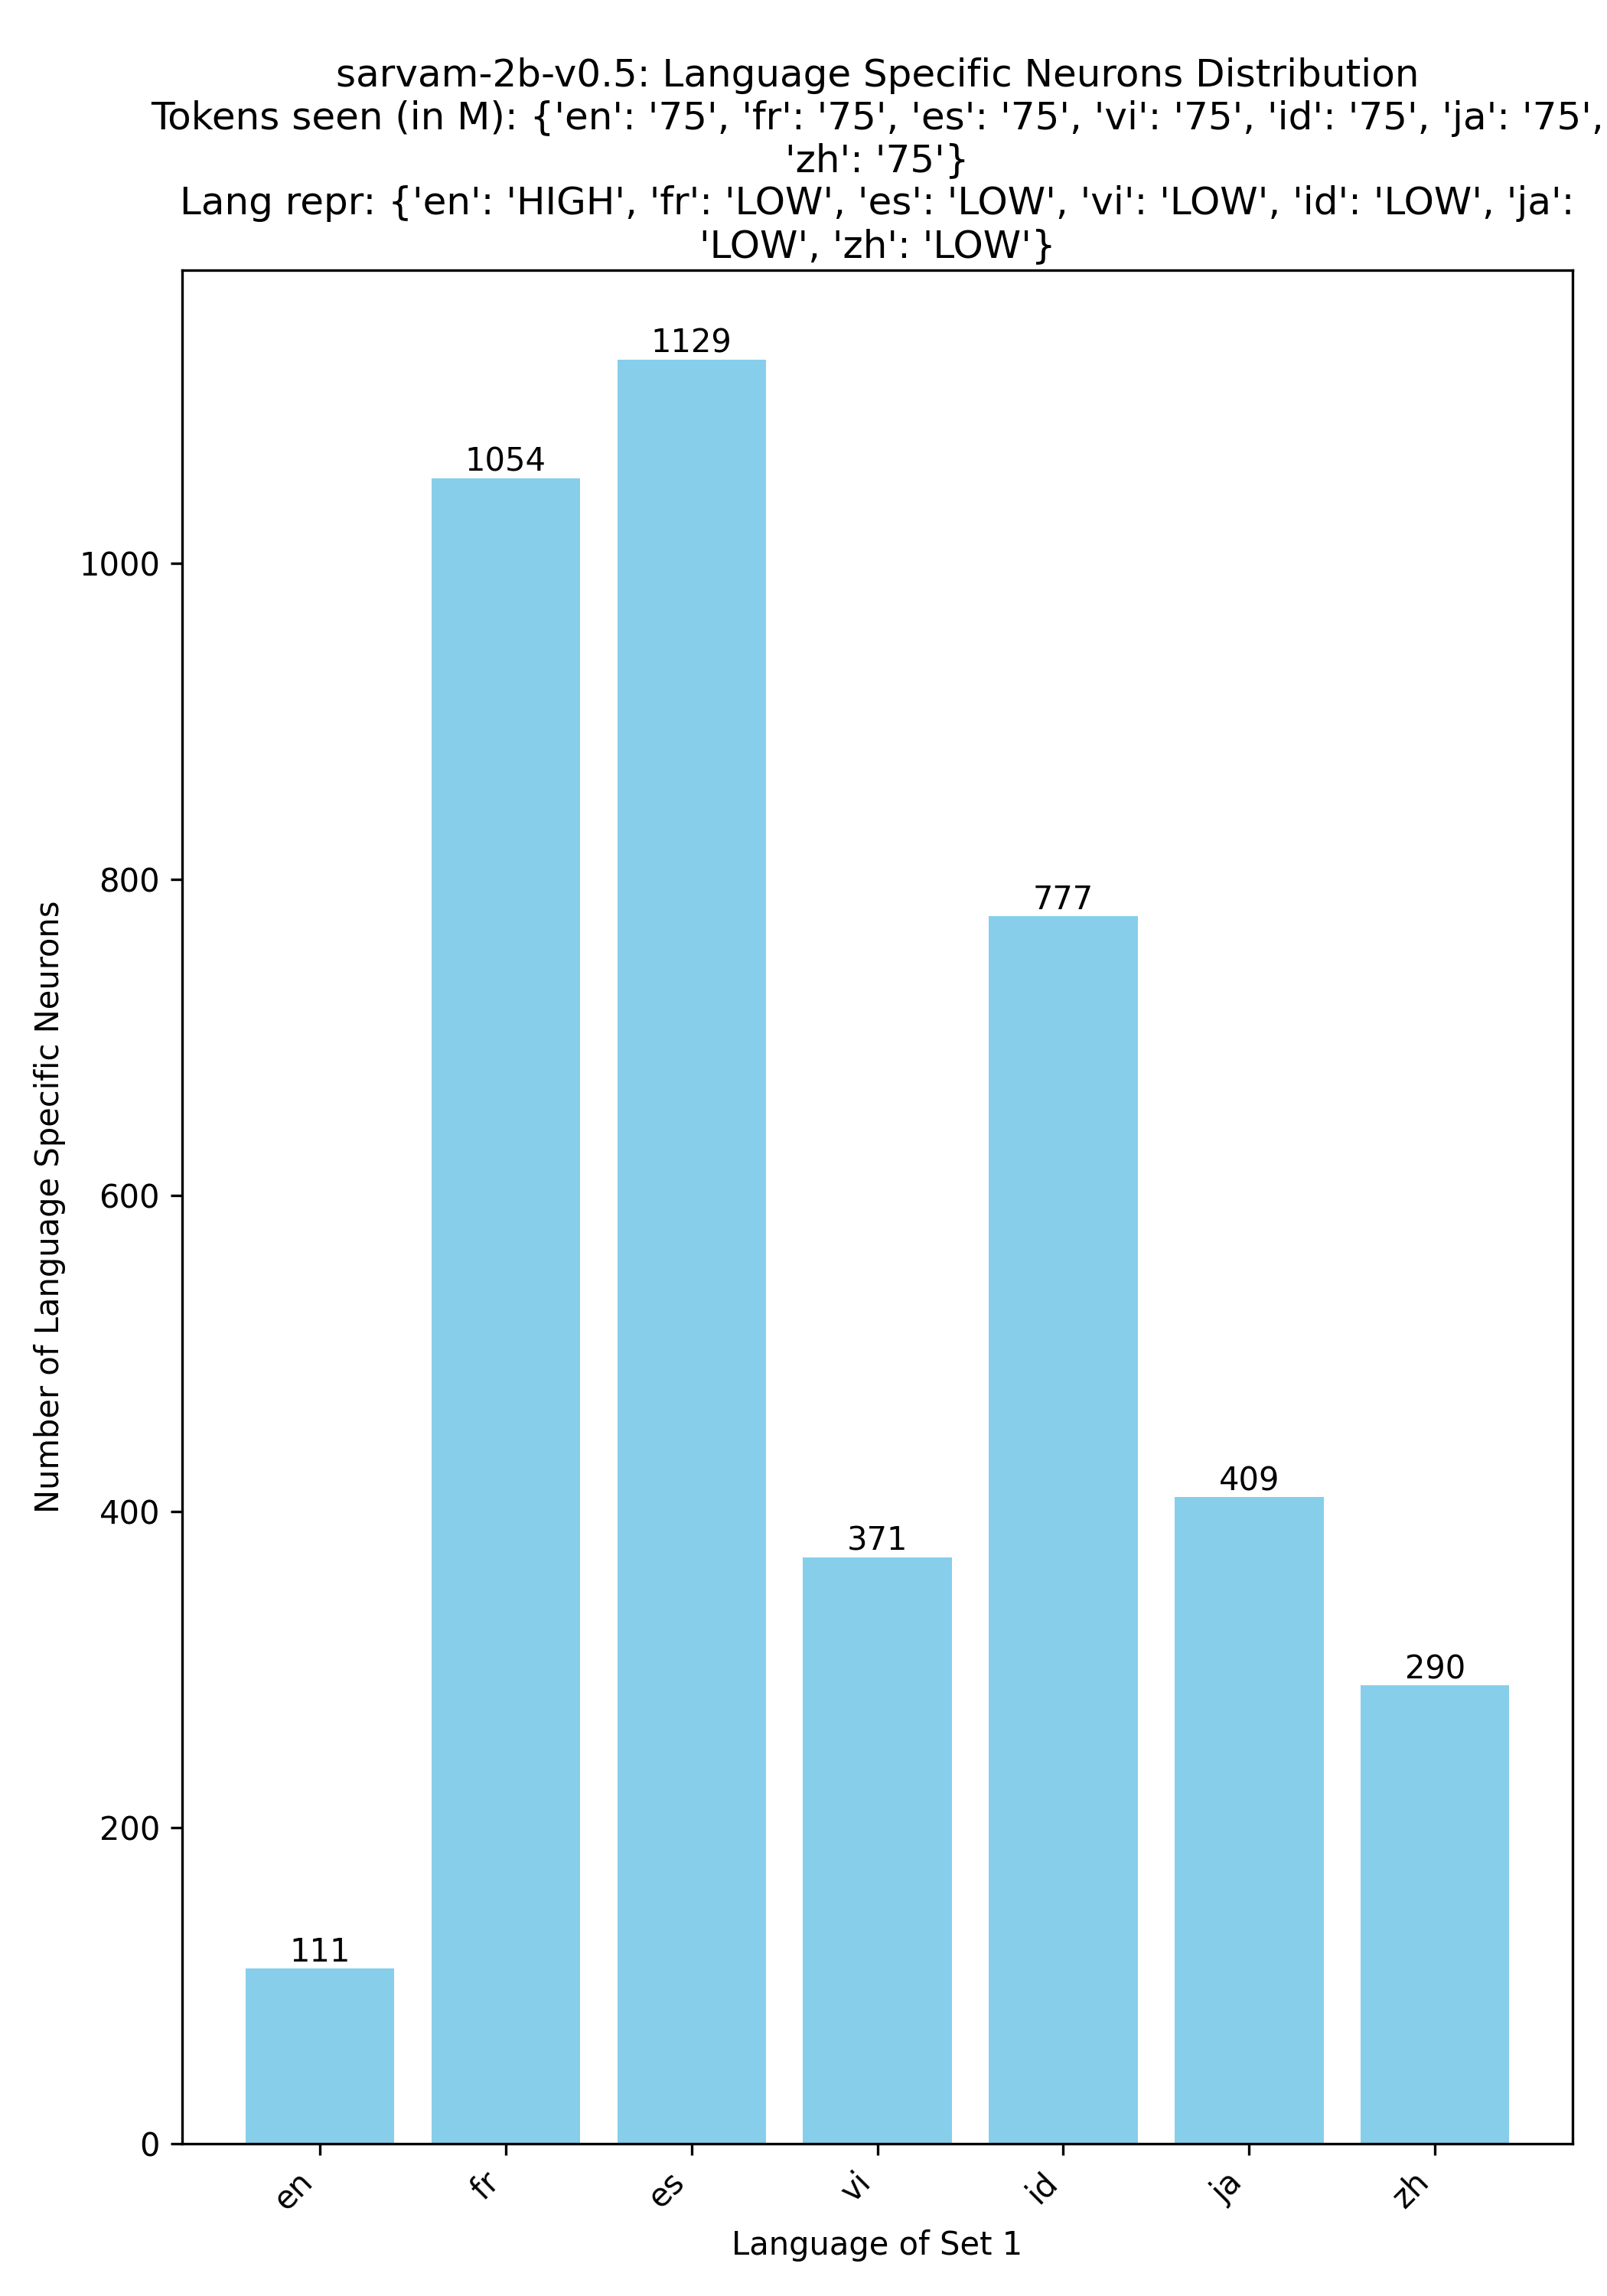 sarvam-2b-v0.5: Language Specific Neurons Distribution
Tokens seen (in M): {'en': '75', 'fr': '75', 'es': '75', 'vi': '75', 'id': '75', 'ja': '75',
'zh': '75'}
Lang repr: {'en': 'HIGH', 'fr': 'LOW', 'es': 'LOW', 'vi': 'LOW', 'id': 'LOW', 'ja':
'LOW', 'zh': 'LOW'}
Number of Language Specific Neurons
1000
800
600
400
200
0
111
1054
1129
371
777
409
290
en
fr
es
vi
id
ja
zh
Language of Set 1